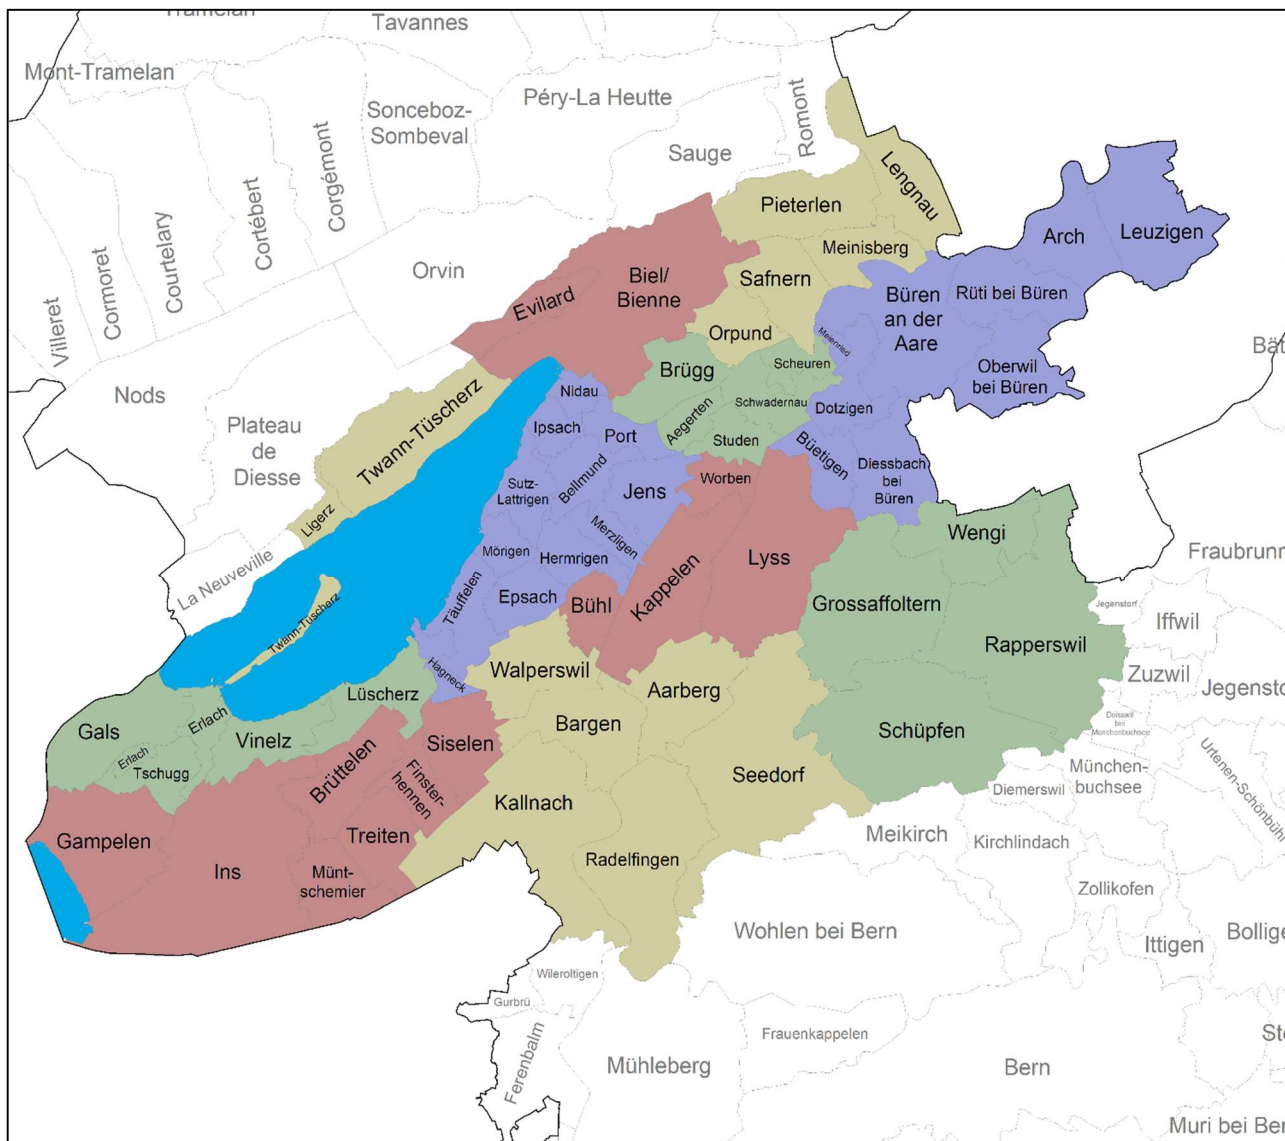 Tramelan
Tavannes
Mont-Tramelan
Sonceboz-
Sombeval
Péry-La Heutte
Romont
Sauge
Corgémont
Cortébert
Courtelary
Cormoret
Villeret
Orvin
Nods
Plateau
de
Diesse
La Neuveville
Lengnau
Pieterlen
Meinisberg
Safnern
Orpund
Biel/
Bienne
Evilard
Twann-Tüscherz
Ligerz
Twann-Tüscherz
Arch
Leuzigen
Rüti bei Büren
Büren
an der
Aare
Oberwil
bei Büren
Meienried
Scheuren
Brügg
Schwadernau
Aegerten
Studen
Dotzigen
Büetigen
Diessbach
bei
Büren
Nidau
Ipsach
Port
Bellmund
Sutz-
Lattrigen
Jens
Merzligen
Mörigen
Hermrigen
Täuffelen
Epsach
Hagneck
Worben
Lyss
Kappelen
Bühl
Wengi
Grossaffoltern
Rapperswil
Schüpfen
Walperswil
Aarberg
Bargen
Seedorf
Kallnach
Radelfingen
Lüscherz
Erlach
Vinelz
Gals
Erlach
Tschugg
Brüttelen
Siselen
Finster-
hennen
Treiten
Gampelen
Ins
Münt-
schemier
Bät
Fraubrunn
Jegenstorf
Iffwil
Zuzwil
Jegensto
Deisswil
bei
Münchenbuchsee
München-
buchsee
Urtenen-Schönbühl
Diemerswil
Meikirch
Kirchlindach
Zollikofen
Wohlen bei Bern
Ittigen
Bollige
Wileroltigen
Gurbrü
Ferenbalm
Mühleberg
Frauenkappelen
Bern
Ste
Muri bei Ber